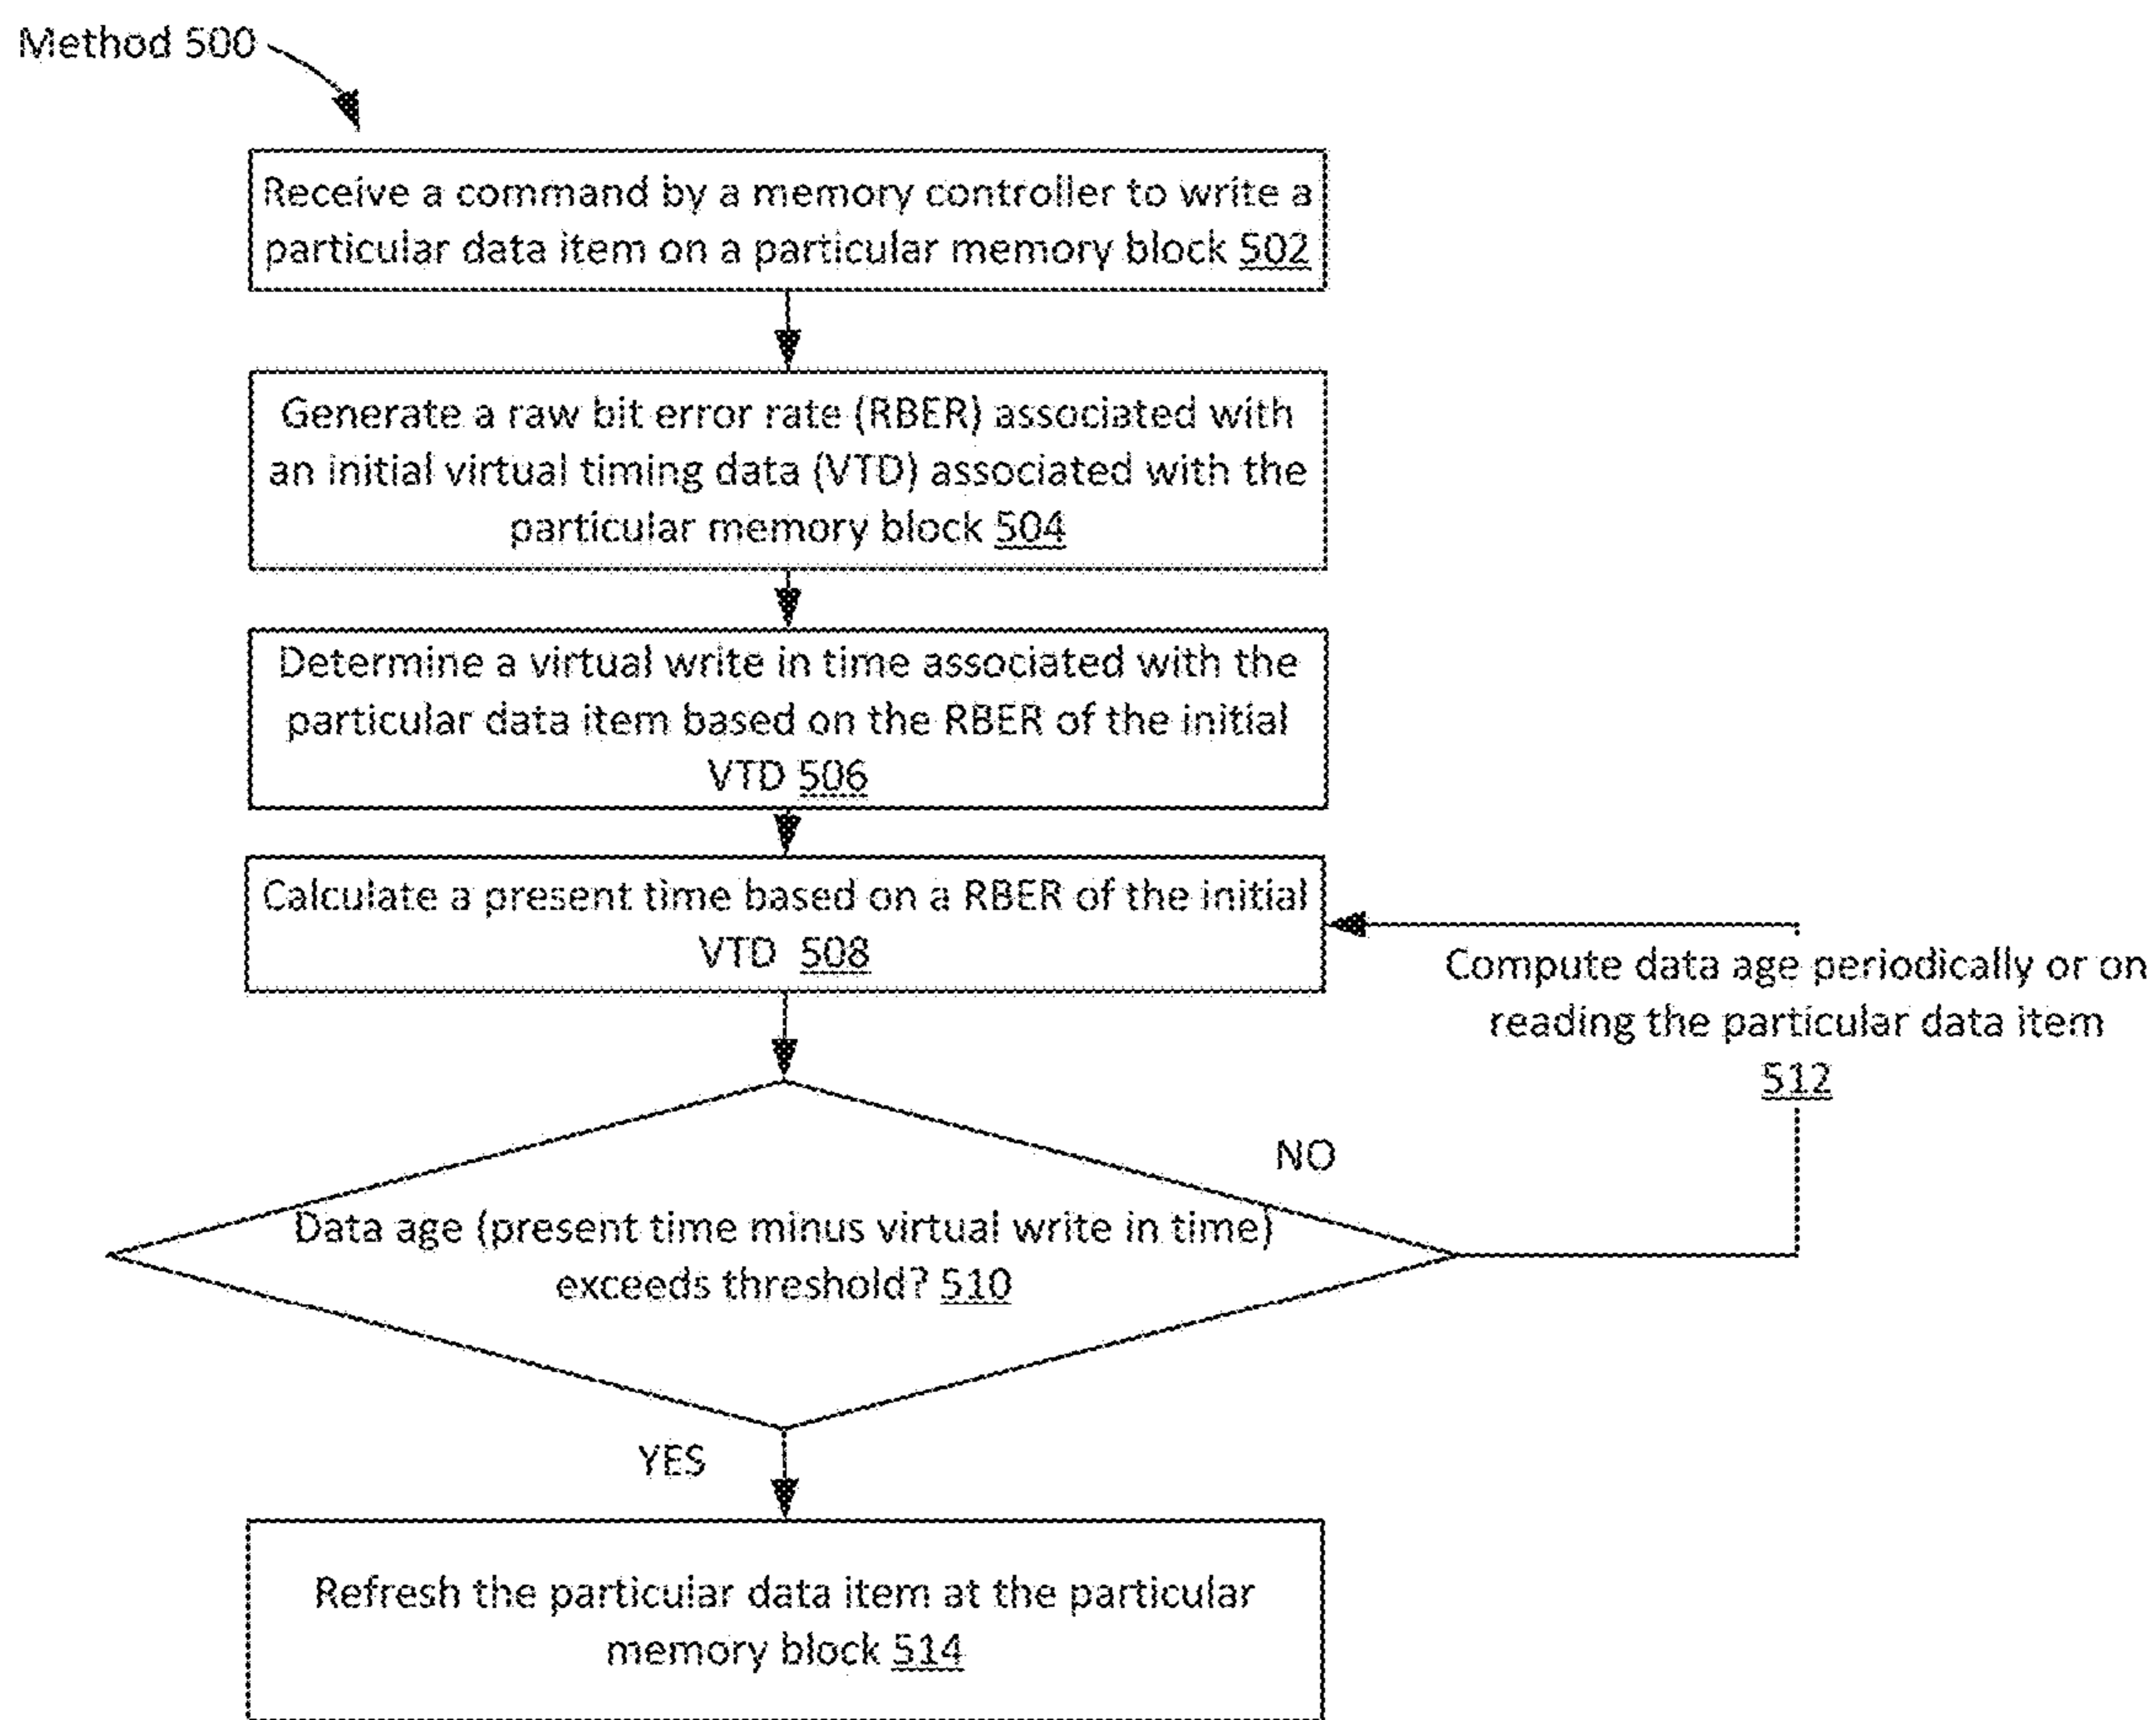 Method 500
Receive a command by a memory controller to write a
particular data item on a particular memory block 502
Generate a raw bit error rate (RBER) associated with
an initial virtual timing data (VTD) associated with the
particular memory block 504
Determine a virtual write in time associated with the
particular data item based on the RBER of the initial
VTD 506
Calculate a present time based on a RBER of the initial
VTD 508
Compute data age periodically or on
reading the particular data item
512
NO
Data age (present time minus virtual write in time)
exceeds threshold? 510
YES
Refresh the particular data item at the particular
memory block 514